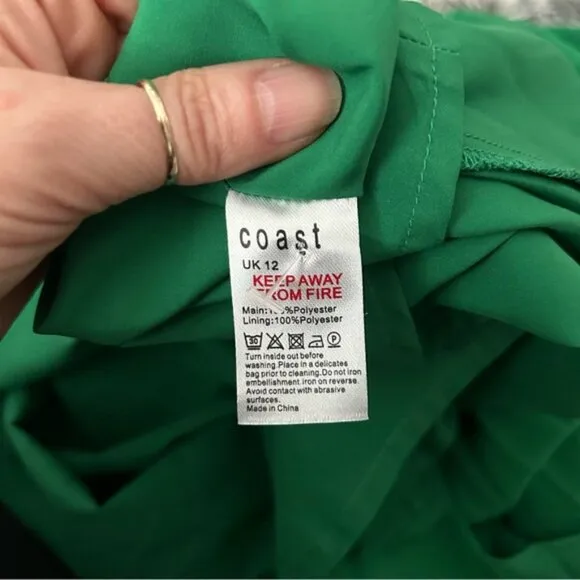 coast
UK 12
KEEP AWAY
FROM FIRE
Main: %Polyester
Lining:100%Polyester
30 P
Turn inside out before
washing.Place in a delicates
bag prior to cleaning.Do not iron
embellishment.iron on reverse.
Avoid contact with abrasive
surfaces.
Made in China